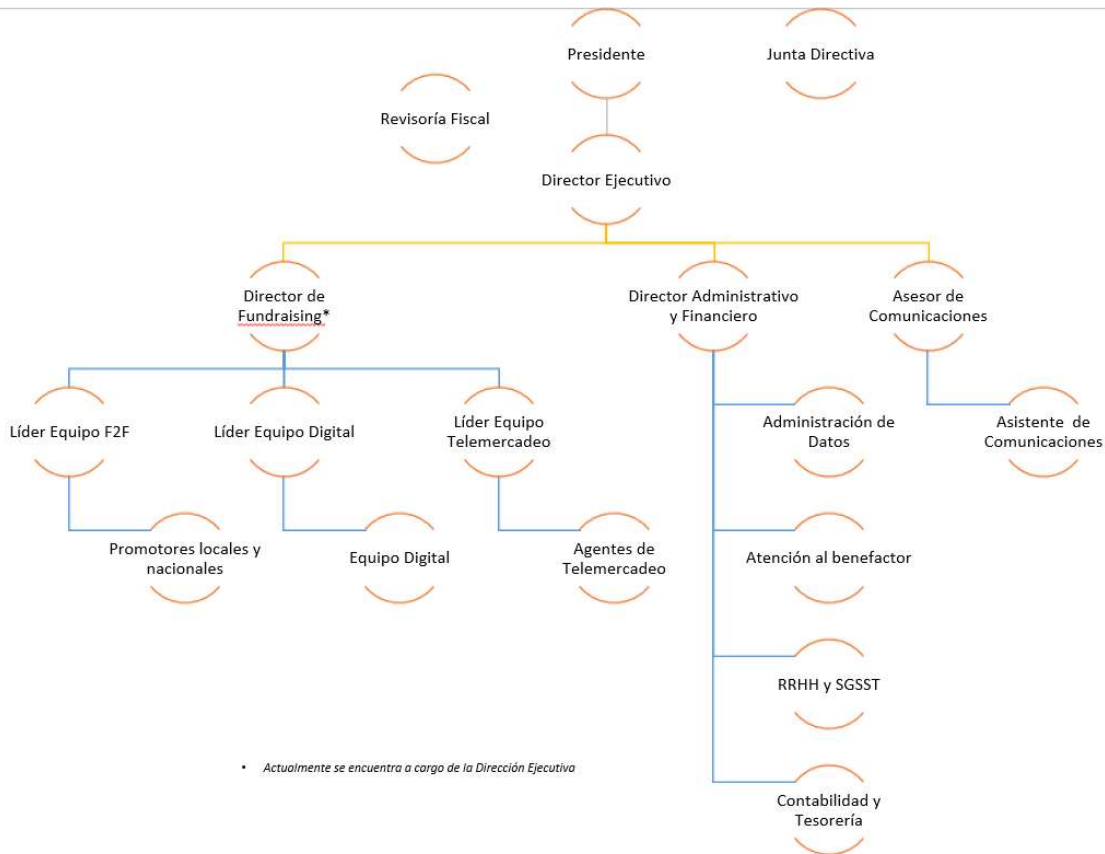 Presidente
Junta Directiva
Revisoría Fiscal
Director Ejecutivo
Director de
Fundraising*
Director Administrativo
y Financiero
Asesor de
Comunicaciones
Líder Equipo F2F
Líder Equipo Digital
Líder Equipo
Telemercadeo
Administración de
Datos
Asistente de
Comunicaciones
Promotores locales y
nacionales
Equipo Digital
Agentes de
Telemercadeo
Atención al benefactor
RRHH y SGSST
• Actualmente se encuentra a cargo de la Dirección Ejecutiva
Contabilidad y
Tesorería